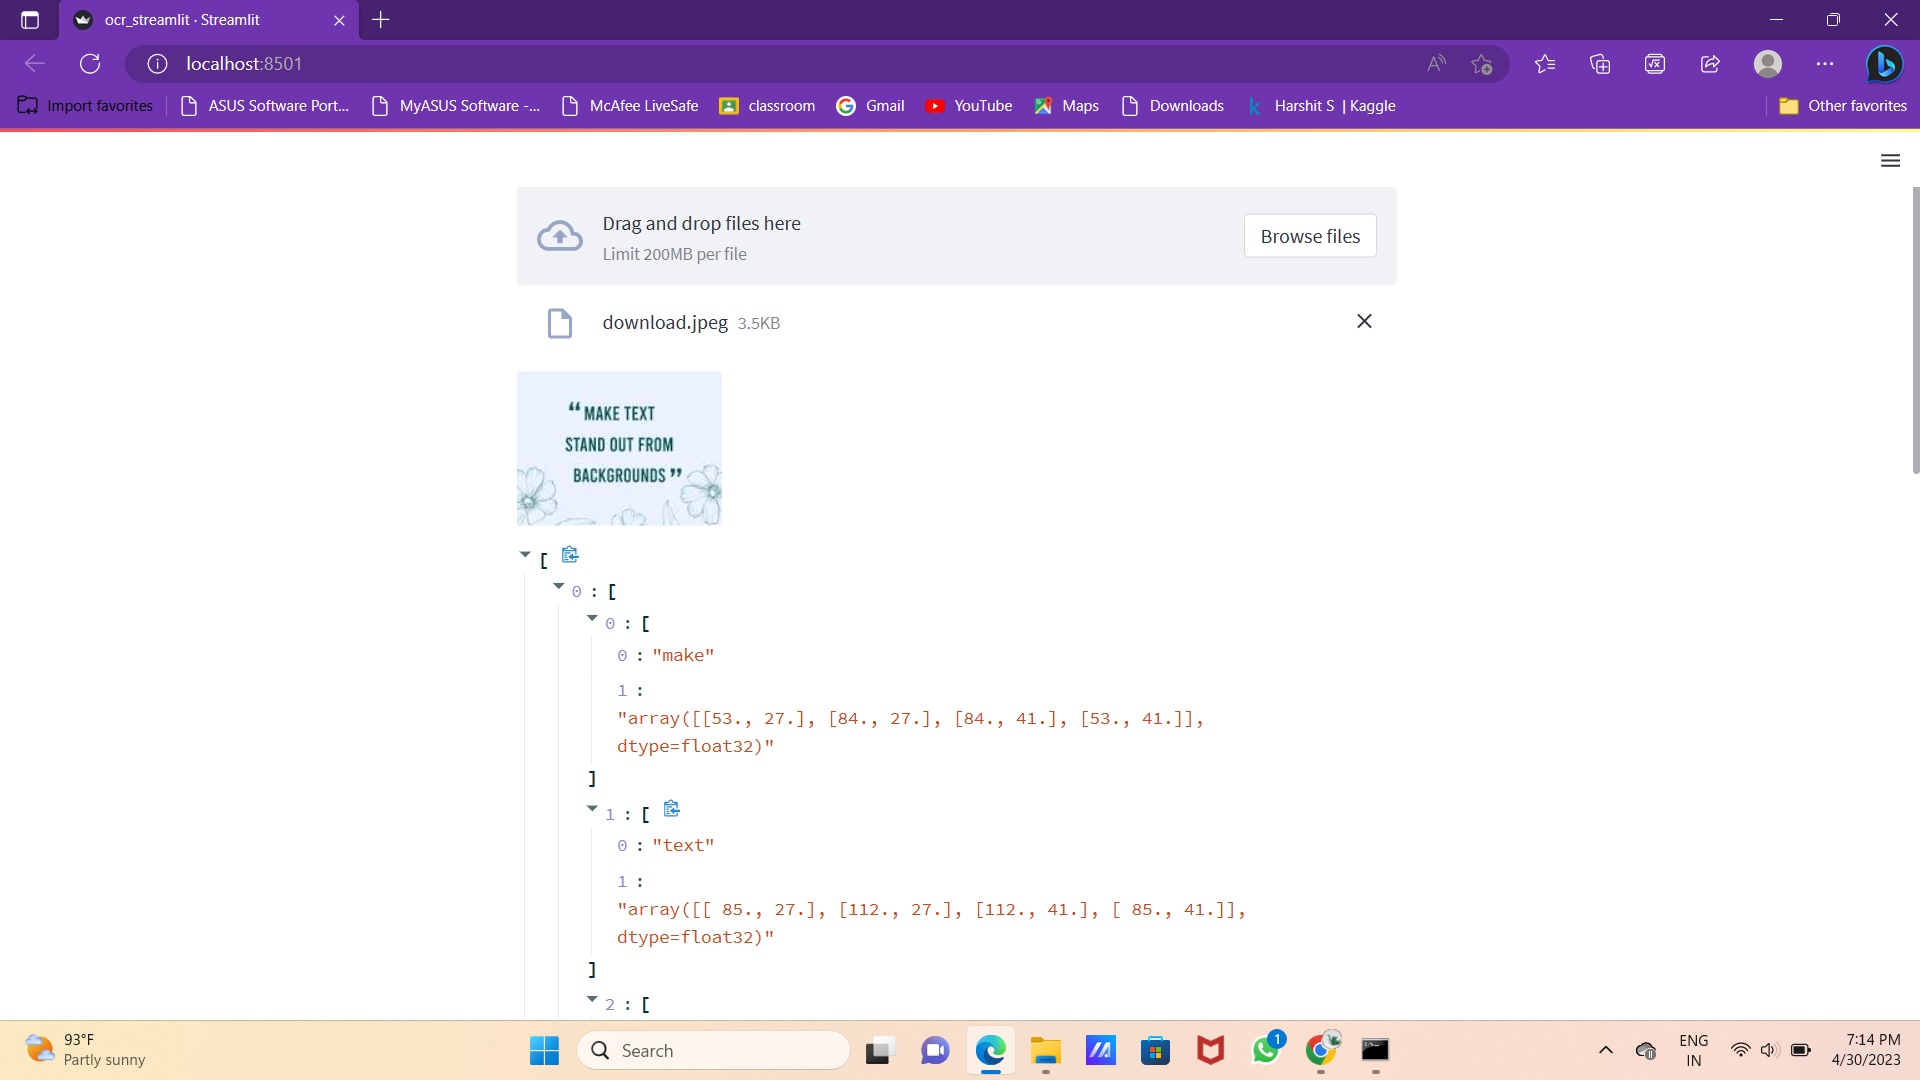 ocr_streamlit · Streamlit
localhost:8501
Import favorites
ASUS Software Port...
MyASUS Software -...
McAfee LiveSafe
classroom
Gmail
YouTube
Maps
Downloads
Harshit S | Kaggle
Other favorites
Drag and drop files here
Limit 200MB per file
Browse files
download.jpeg 3.5KB
“ MAKE TEXT
STAND OUT FROM
BACKGROUNDS ”
[
0 : [
0 : [
0 : "make"
1 :
"array([[53., 27.], [84., 27.], [84., 41.], [53., 41.]],
dtype=float32)"
]
1 : [
0 : "text"
1 :
"array([[ 85., 27.], [112., 27.], [112., 41.], [ 85., 41.]],
dtype=float32)"
]
2 : [
93°F
Partly sunny
Search
1
ENG
IN
7:14 PM
4/30/2023